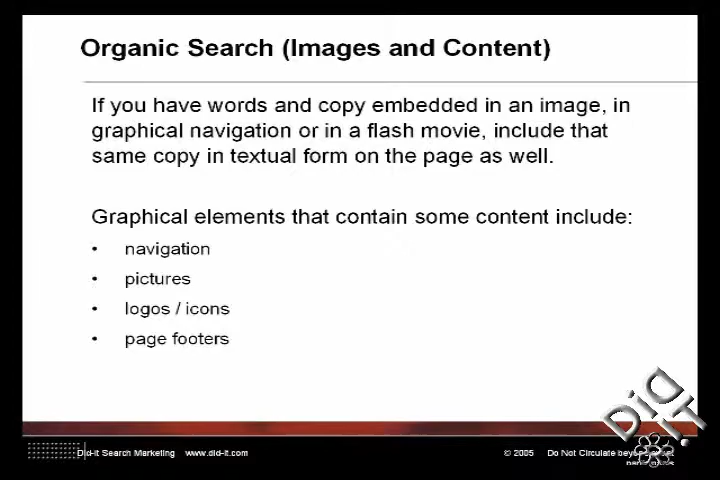 Organic Search (Images and Content)
If you have words and copy embedded in an image, in
graphical navigation or in a flash movie, include that
same copy in textual form on the page as well.
Graphical elements that contain some content include:
• navigation
• pictures
• logos / icons
• page footers
Did
it
Did-it Search Marketing www.did-it.com © 2005 Do Not Circulate